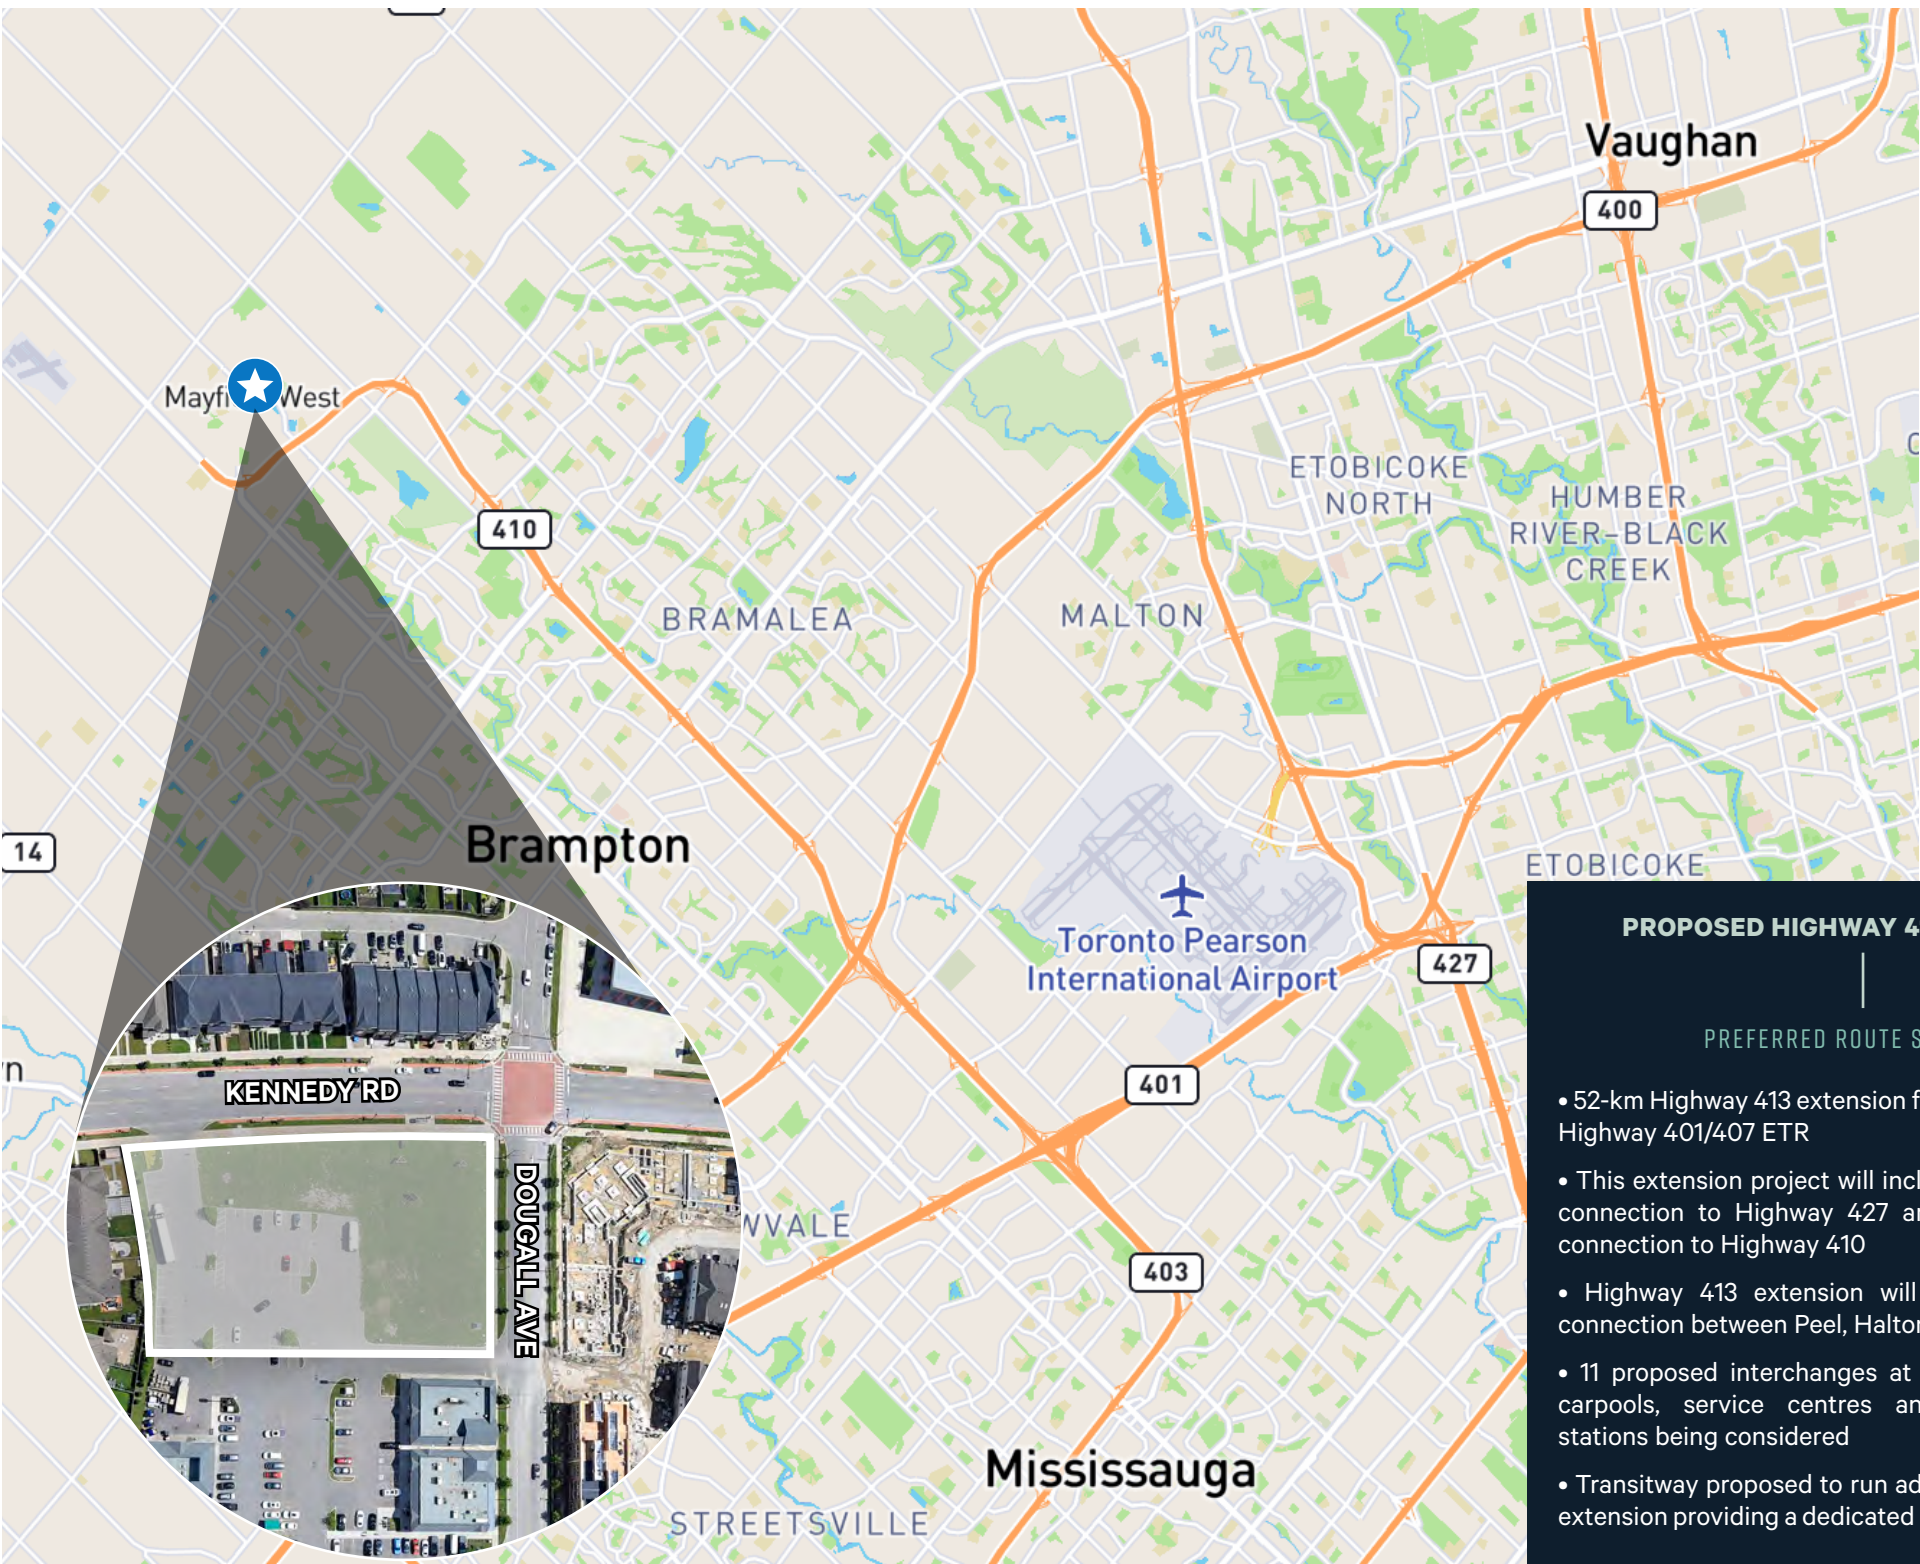 Vaughan
400
Mayfi West
410
ETOBICOKE
NORTH
HUMBER
RIVER-BLACK
CREEK
BRAMALEA
MALTON
Brampton
14
ETOBICOKE
Toronto Pearson
International Airport
427
401
KENNEDY RD
DOUGALL AVE
WVALE
403
Mississauga
STREETSVILLE
PROPOSED HIGHWAY 4
PREFERRED ROUTE S
• 52-km Highway 413 extension f
Highway 401/407 ETR
• This extension project will incl
connection to Highway 427 an
connection to Highway 410
• Highway 413 extension will
connection between Peel, Halton
• 11 proposed interchanges at
carpools, service centres an
stations being considered
• Transitway proposed to run ad
extension providing a dedicated